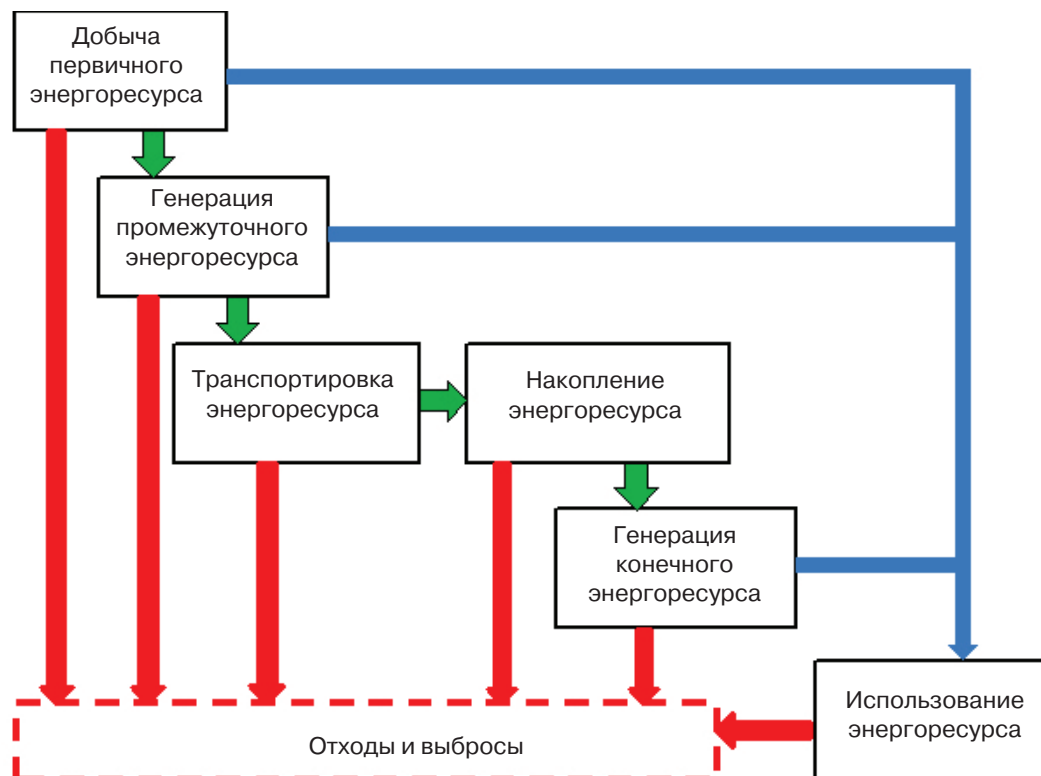 Добыча
первичного
энергоресурса
Генерация
промежуточного
энергоресурса
Транспортировка
энергоресурса
Накопление
энергоресурса
Генерация
конечного
энергоресурса
Использование
энергоресурса
Отходы и выбросы